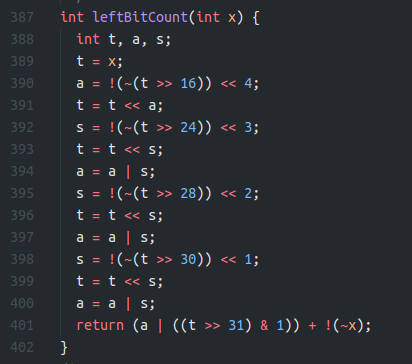 387 int leftBitCount(int x) {
388 int t, a, s;
389 t = x;
390 a = !(~(t >> 16)) << 4;
391 t = t << a;
392 s = !(~(t >> 24)) << 3;
393 t = t << s;
394 a = a | s;
395 s = !(~(t >> 28)) << 2;
396 t = t << s;
397 a = a | s;
398 s = !(~(t >> 30)) << 1;
399 t = t << s;
400 a = a | s;
401 return (a | ((t >> 31) & 1)) + !(~x);
402 }